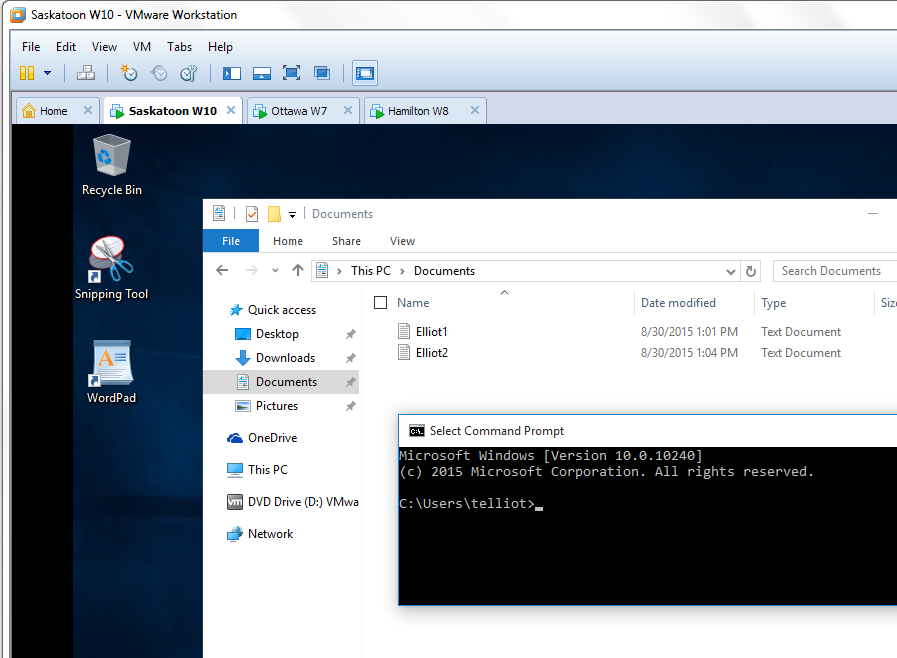 Saskatoon W10 - VMware Workstation
File Edit View VM Tabs Help
Home Saskatoon W10 Ottawa W7 Hamilton W8
Recycle Bin
Snipping Tool
WordPad
Documents
File Home Share View
This PC Documents Search Documents
Quick access
Desktop
Downloads
Documents
Pictures
OneDrive
This PC
DVD Drive (D:) VMwa
Network
Name Date modified Type Siz
Elliot1 8/30/2015 1:01 PM Text Document
Elliot2 8/30/2015 1:04 PM Text Document
C:\. Select Command Prompt
Microsoft Windows [Version 10.0.10240]
(c) 2015 Microsoft Corporation. All rights reserved.
C:\Users\telliot>_